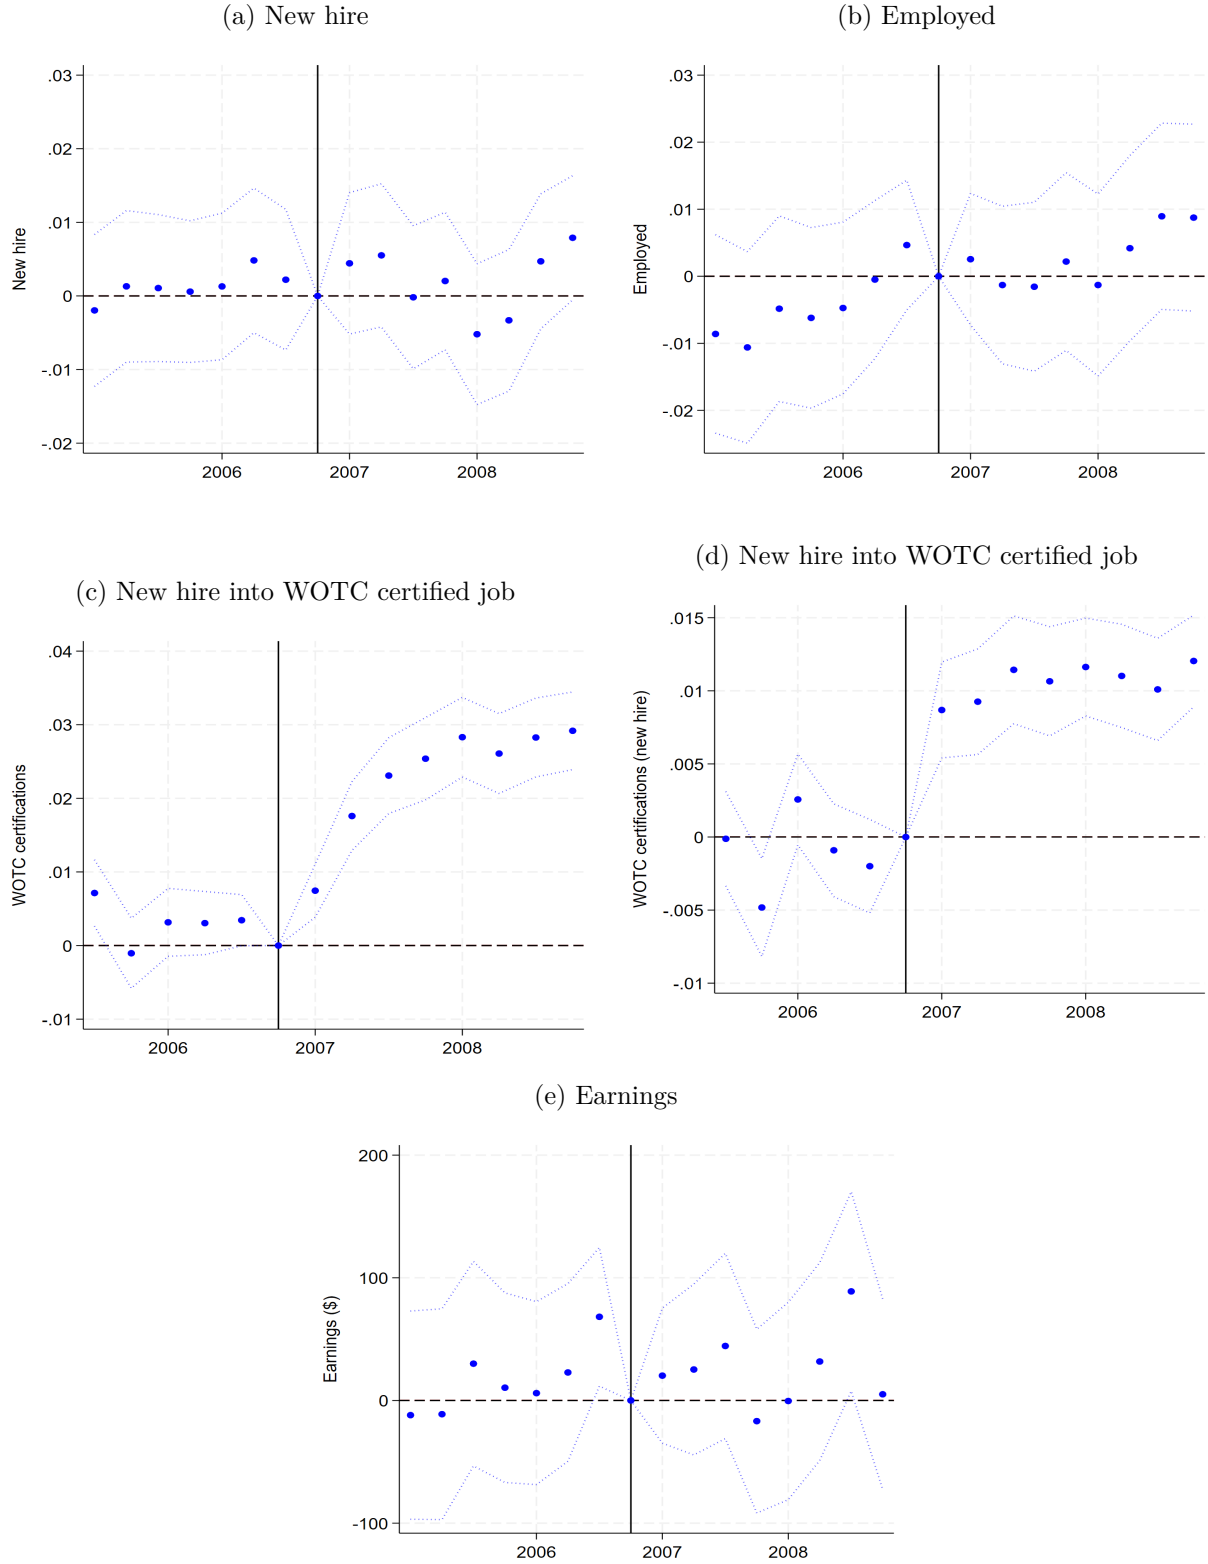 (a) New hire
.03
.02
.01
0
-.01
-.02
New hire
2006 2007 2008
(b) Employed
.03
.02
.01
0
-.01
-.02
Employed
2006 2007 2008
(c) New hire into WOTC certified job
.04
.03
.02
.01
0
-.01
WOTC certifications
2006 2007 2008
(d) New hire into WOTC certified job
.015
.01
.005
0
-.005
-.01
WOTC certifications (new hire)
2006 2007 2008
(e) Earnings
200
100
0
-100
Earnings ($)
2006 2007 2008